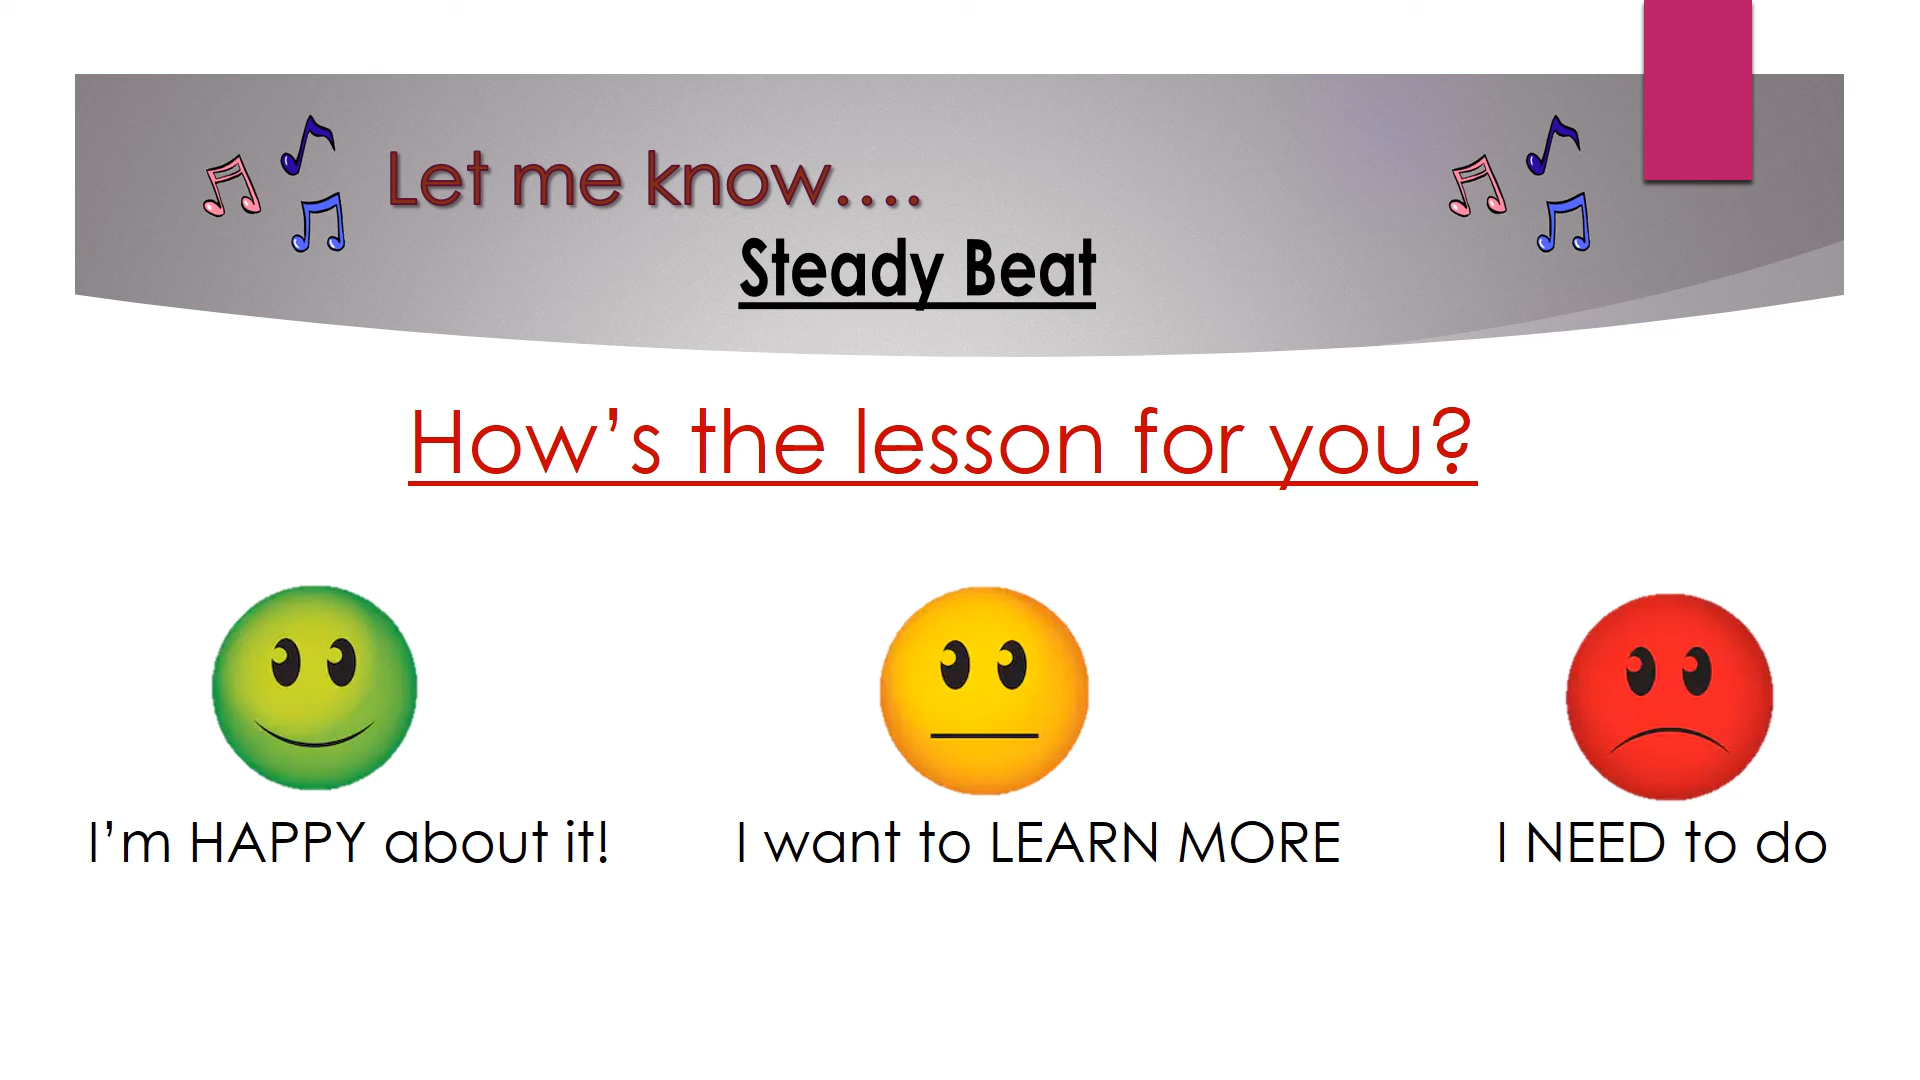 Let me know....
Steady Beat
How’s the lesson for you?
I’m HAPPY about it!
I want to LEARN MORE
I NEED to do